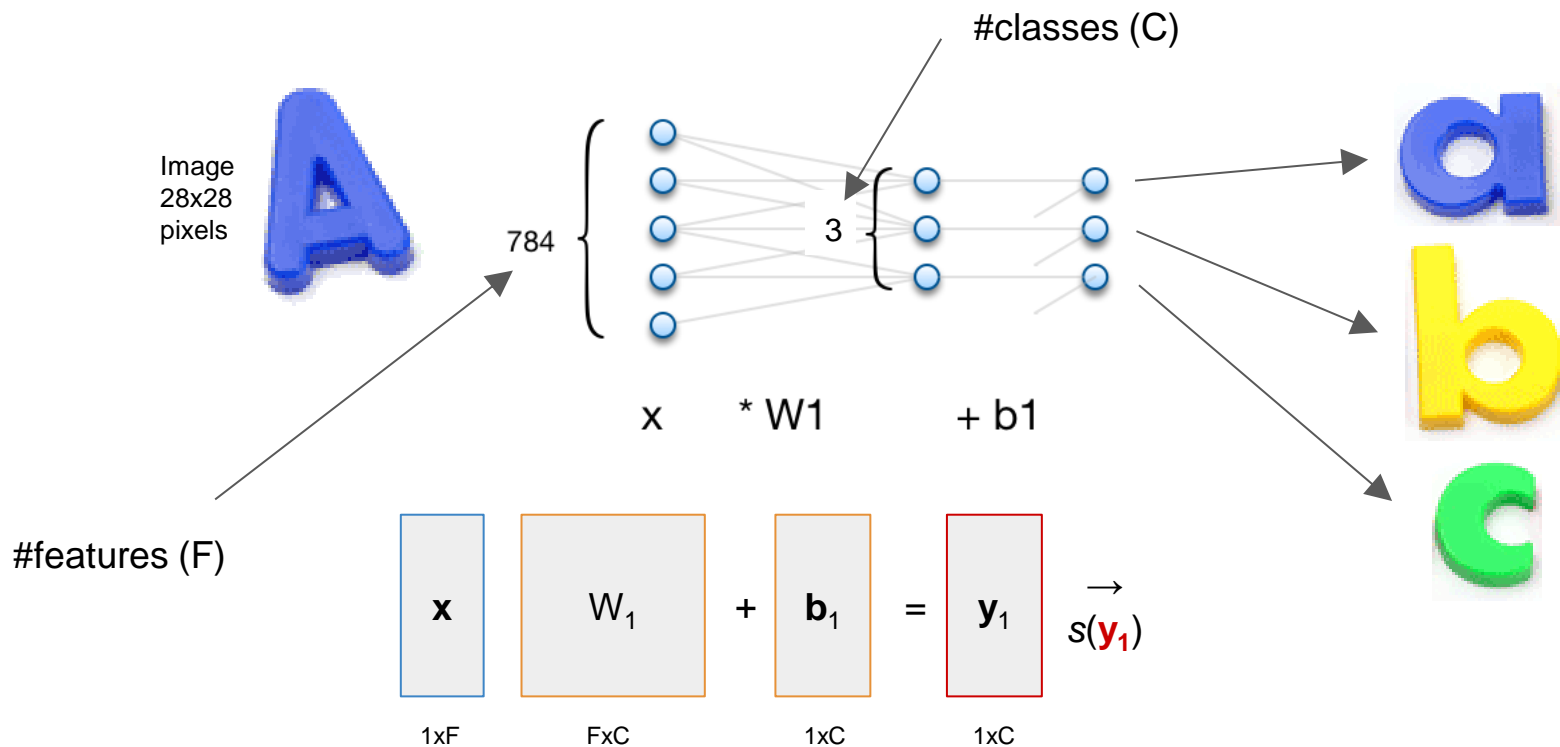 #classes (C)
Image
28x28
pixels
A
784
3
a
b
c
x * W1 + b1
#features (F)
x W₁ + b₁ = y₁ → s(y₁)
1xF FxC 1xC 1xC